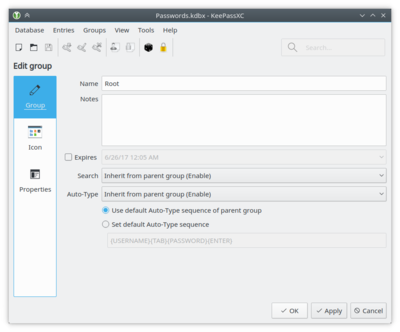 Passwords.kdbx - KeePassXC
Database Entries Groups View Tools Help
Search...
Edit group
Group
Icon
Properties
Name Root
Notes
Expires 6/26/17 12:55 AM
Search Inherit from parent group (Enable)
Auto-Type Inherit from parent group (Enable)
Use default Auto-Type sequence of parent group
Set default Auto-Type sequence
{USERNAME}{TAB}{PASSWORD}{ENTER}
OK Apply Cancel